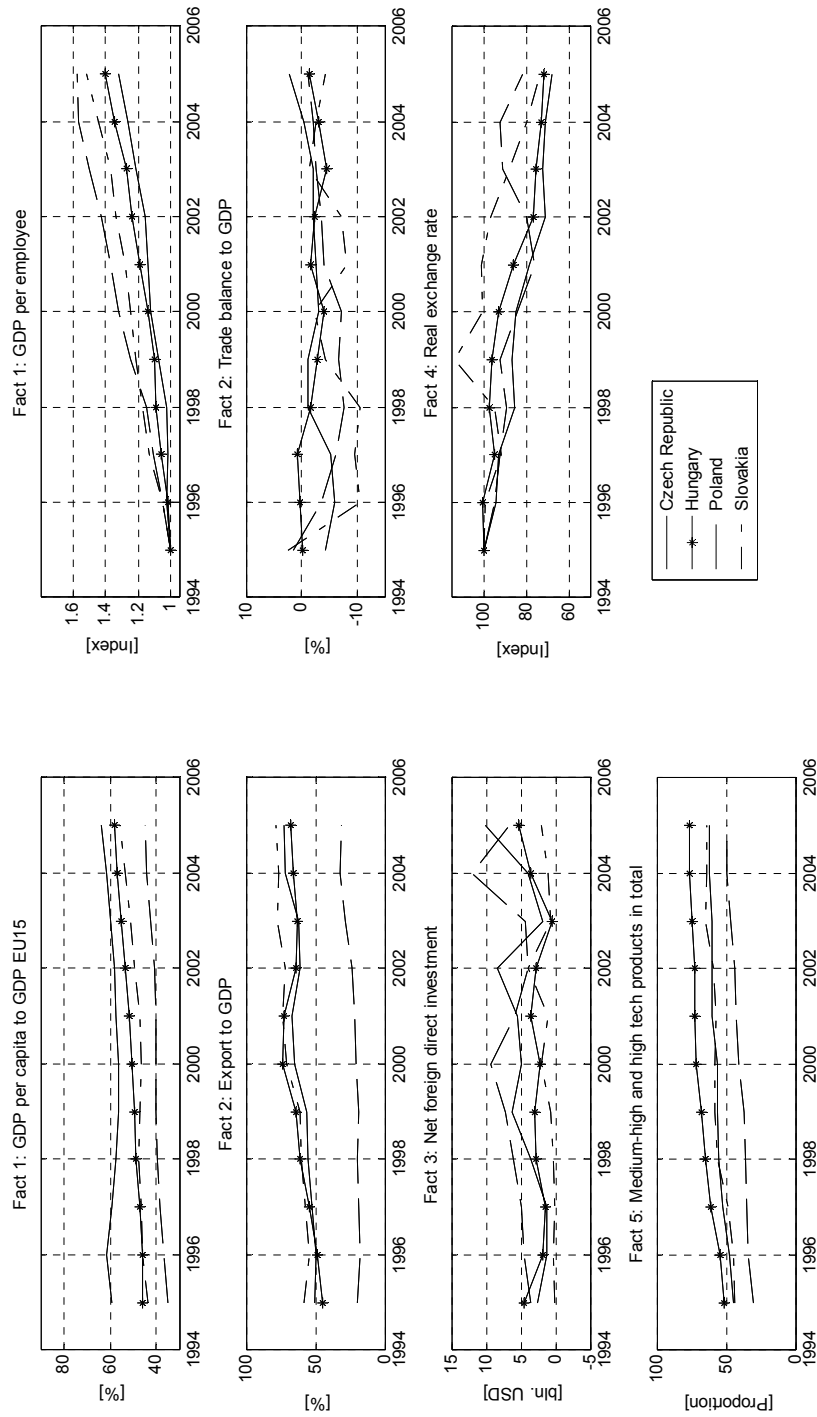 Fact 1: GDP per capita to GDP EU15
[%]
80
60
40
1994 1996 1998 2000 2002 2004 2006
Fact 1: GDP per employee
[Index]
1.6
1.4
1.2
1
1994 1996 1998 2000 2002 2004 2006
Fact 2: Export to GDP
[%]
100
50
0
1994 1996 1998 2000 2002 2004 2006
Fact 2: Trade balance to GDP
[%]
10
0
-10
1994 1996 1998 2000 2002 2004 2006
Fact 3: Net foreign direct investment
[bln. USD]
15
10
5
0
-5
1994 1996 1998 2000 2002 2004 2006
Fact 4: Real exchange rate
[Index]
100
80
60
1994 1996 1998 2000 2002 2004 2006
Fact 5: Medium-high and high tech products in total
[Proportion]
100
50
0
1994 1996 1998 2000 2002 2004 2006
Czech Republic
Hungary
Poland
Slovakia